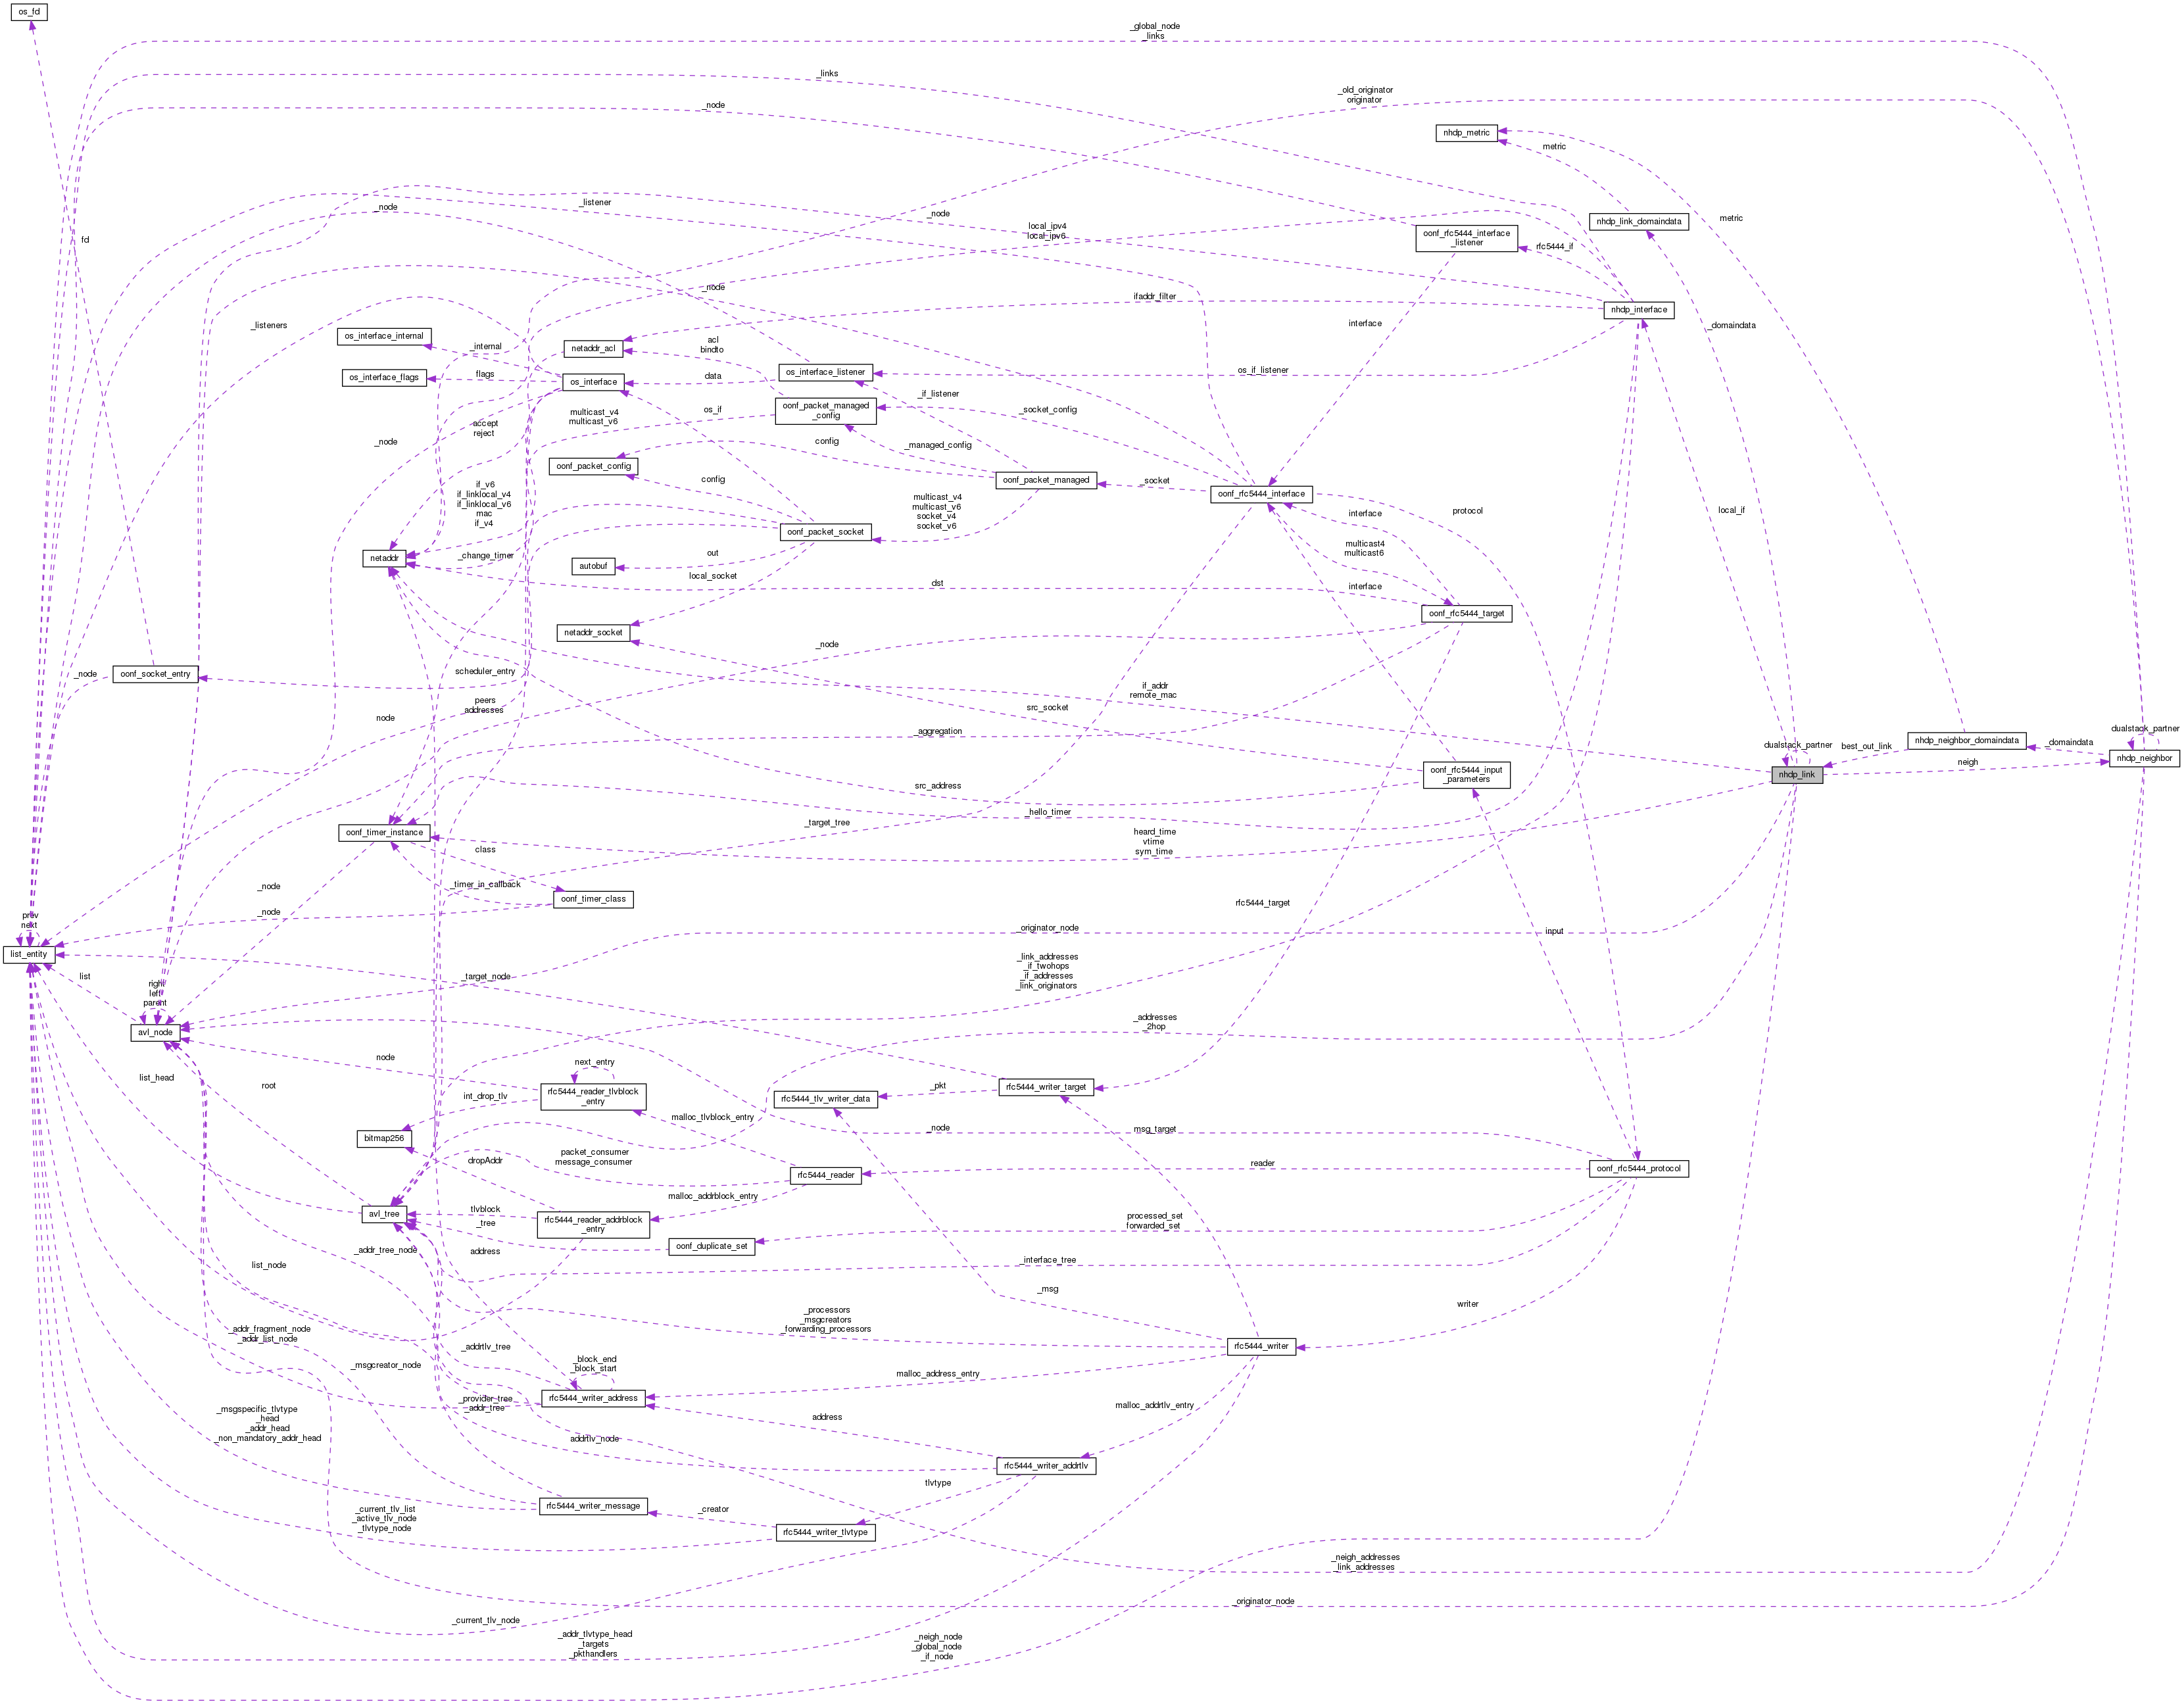 os_fd
_global_node
_links
_links
_node
_old_originator
originator
nhdp_metric
metric
metric
nhdp_link_domaindata
_listener
_node
_node
local_ipv4
local_ipv6
oonf_rfc5444_interface
_listener
rfc5444_if
fd
_node
ifaddr_filter
nhdp_interface
_listeners
interface
_domaindata
os_interface_internal
_internal
netaddr_acl
acl
bindto
os_interface_flags
flags
os_interface
data
os_interface_listener
os_if_listener
multicast_v4
multicast_v6
os_if
oonf_packet_managed
_config
_if_listener
_socket_config
accept
reject
_node
config
_managed_config
oonf_packet_config
config
oonf_packet_managed
_socket
oonf_rfc5444_interface
if_v6
if_linklocal_v4
if_linklocal_v6
mac
if_v4
multicast_v4
multicast_v6
socket_v4
socket_v6
protocol
local_if
interface
oonf_packet_socket
netaddr
_change_timer
autobuf
out
multicast4
multicast6
local_socket
dst
interface
oonf_rfc5444_target
netaddr_socket
_node
oonf_socket_entry
_node
scheduler_entry
if_addr
remote_mac
node
peers
addresses
src_socket
_aggregation
dualstack_partner
best_out_link
nhdp_neighbor_domaindata
_domaindata
dualstack_partner
nhdp_neighbor
neigh
nhdp_link
oonf_rfc5444_input
_parameters
src_address
_hello_timer
oonf_timer_instance
class
_target_tree
heard_time
vtime
sym_time
_timer_in_callback
oonf_timer_class
_node
_node
rfc5444_target
prev
next
list_entity
_originator_node
input
list
right
left
parent
avl_node
_target_node
_link_addresses
_if_twohops
_if_addresses
_link_originators
_addresses
_2hop
list_head
root
node
next_entry
rfc5444_reader_tlvblock
_entry
int_drop_tlv
_pkt
rfc5444_writer_target
rfc5444_tlv_writer_data
malloc_tlvblock_entry
_node
msg_target
bitmap256
dropAddr
packet_consumer
message_consumer
rfc5444_reader
reader
oonf_rfc5444_protocol
malloc_addrblock_entry
avl_tree
tlvblock
_tree
rfc5444_reader_addrblock
_entry
processed_set
forwarded_set
oonf_duplicate_set
_addr_tree_node
address
_interface_tree
list_node
_msg
_processors
_msgcreators
_forwarding_processors
writer
_addr_fragment_node
_addr_list_node
_addrtlv_tree
rfc5444_writer
_msgcreator_node
_block_end
_block_start
malloc_address_entry
rfc5444_writer_address
_provider_tree
_addr_tree
malloc_addrtlv_entry
_msgspecific_tlvtype
_head
_addr_head
_non_mandatory_addr_head
address
addrtlv_node
rfc5444_writer_addrtlv
tlvtype
rfc5444_writer_message
_creator
_current_tlv_list
_active_tlv_node
_tlvtype_node
rfc5444_writer_tlvtype
_neigh_addresses
_link_addresses
_originator_node
_current_tlv_node
_addr_tlvtype_head
_targets
_pkthandlers
_neigh_node
_global_node
_if_node